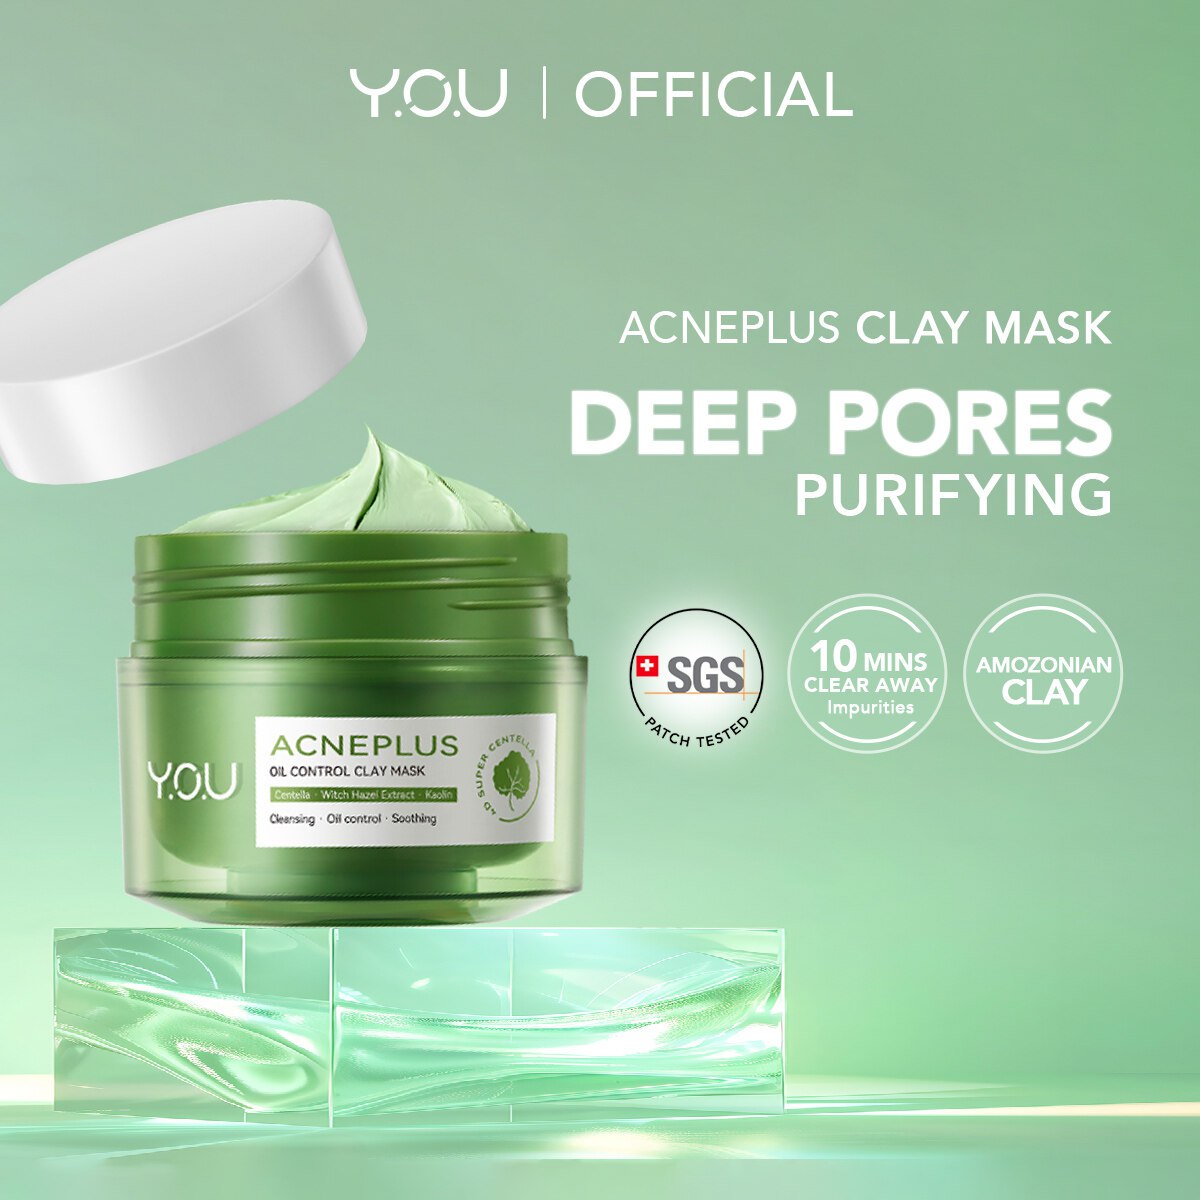 Y.O.U | OFFICIAL
ACNEPLUS CLAY MASK
DEEP PORES
PURIFYING
SGS
PATCH TESTED
10 MINS
CLEAR AWAY
Impurities
AMOZONIAN
CLAY
Y.O.U
ACNEPLUS
OIL CONTROL CLAY MASK
Centella · Witch Hazel Extract · Kaolin
Cleansing · Oil control · Soothing
4D SUPER CENTELLA